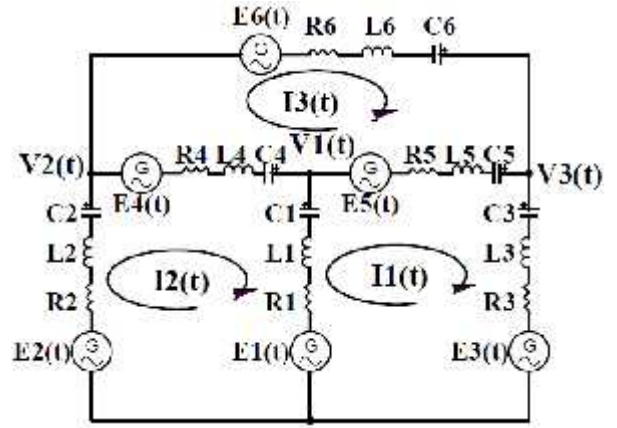 E6(t) R6 L6 C6
G
I3(t)
V2(t) R4 L4 C4 V1(t) R5 L5 C5 V3(t)
G G
E4(t) E5(t)
C2 C1 C3
L2 L1 L3
I2(t) I1(t)
R2 R1 R3
G G G
E2(t) E1(t) E3(t)